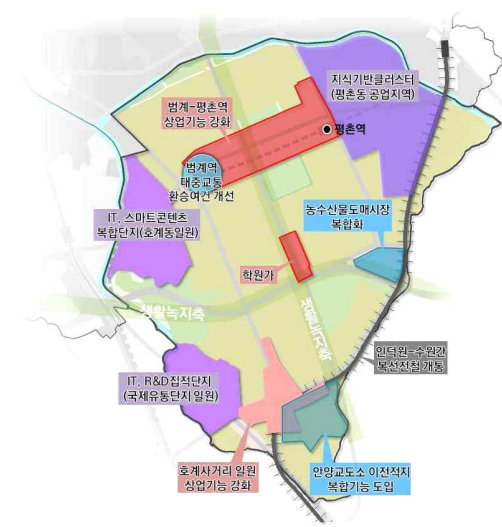 지식기반클러스터
(평촌동 공업지역)
범계-평촌역
상업기능 강화
평촌역
범계역
대중교통
환승여건 개선
농수산물도매시장
복합화
IT, 스마트콘텐츠
복합단지(호계동일원)
학원가
생활녹지축
생활녹지축
인덕원-수원간
복선전철 개통
IT, R&D집적단지
(국제유통단지 일원)
호계사거리 일원
상업기능 강화
안양교도소 이전적지
복합기능 도입